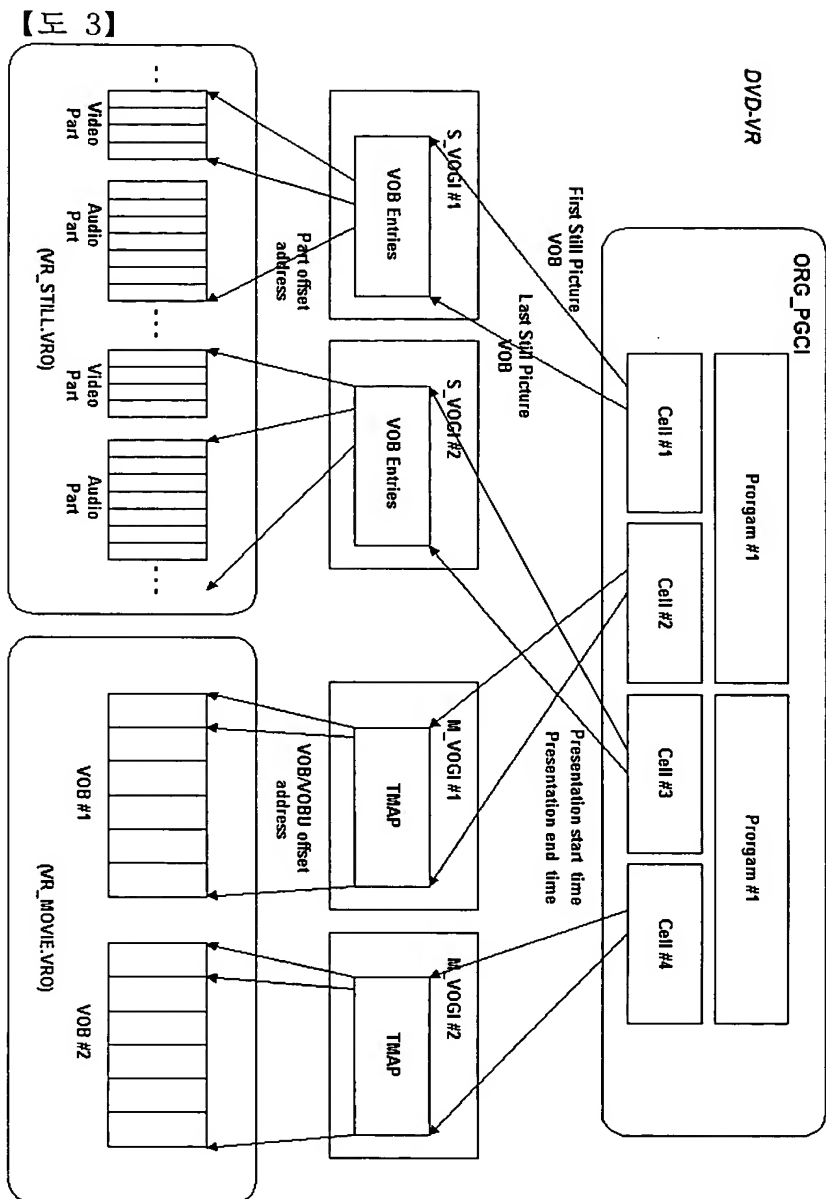 【도 3】
DVD-VR
ORG_PGCI
Prorgam #1
Prorgam #1
Cell #1
Cell #2
Cell #3
Cell #4
First Still Picture
VOB
Last Still Picture
VOB
Presentation start time
Presentation end time
S_VOGI #1
VOB Entries
S_VOGI #2
VOB Entries
M_VOGI #1
TMAP
M_VOGI #2
TMAP
Part offset
address
VOB/VOBU offset
address
...
Video
Part
Audio
Part
...
Video
Part
Audio
Part
...
(VR_STILL.VRO)
VOB #1
VOB #2
(VR_MOVIE.VRO)